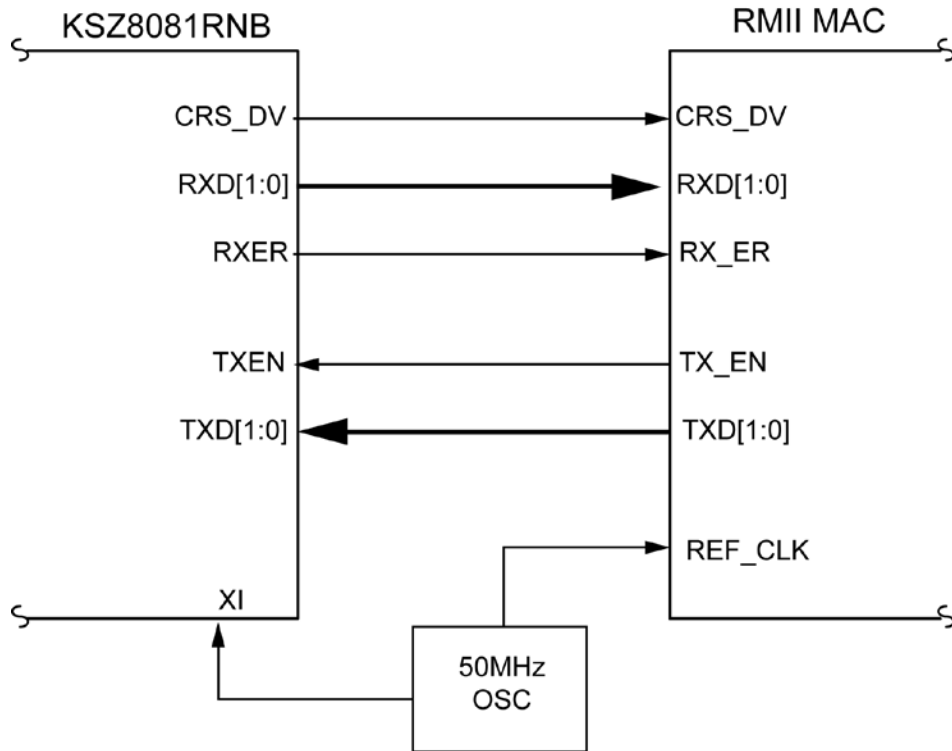 KSZ8081RNB
RMII MAC
CRS_DV
CRS_DV
RXD[1:0]
RXD[1:0]
RXER
RX_ER
TXEN
TX_EN
TXD[1:0]
TXD[1:0]
REF_CLK
XI
50MHz
OSC